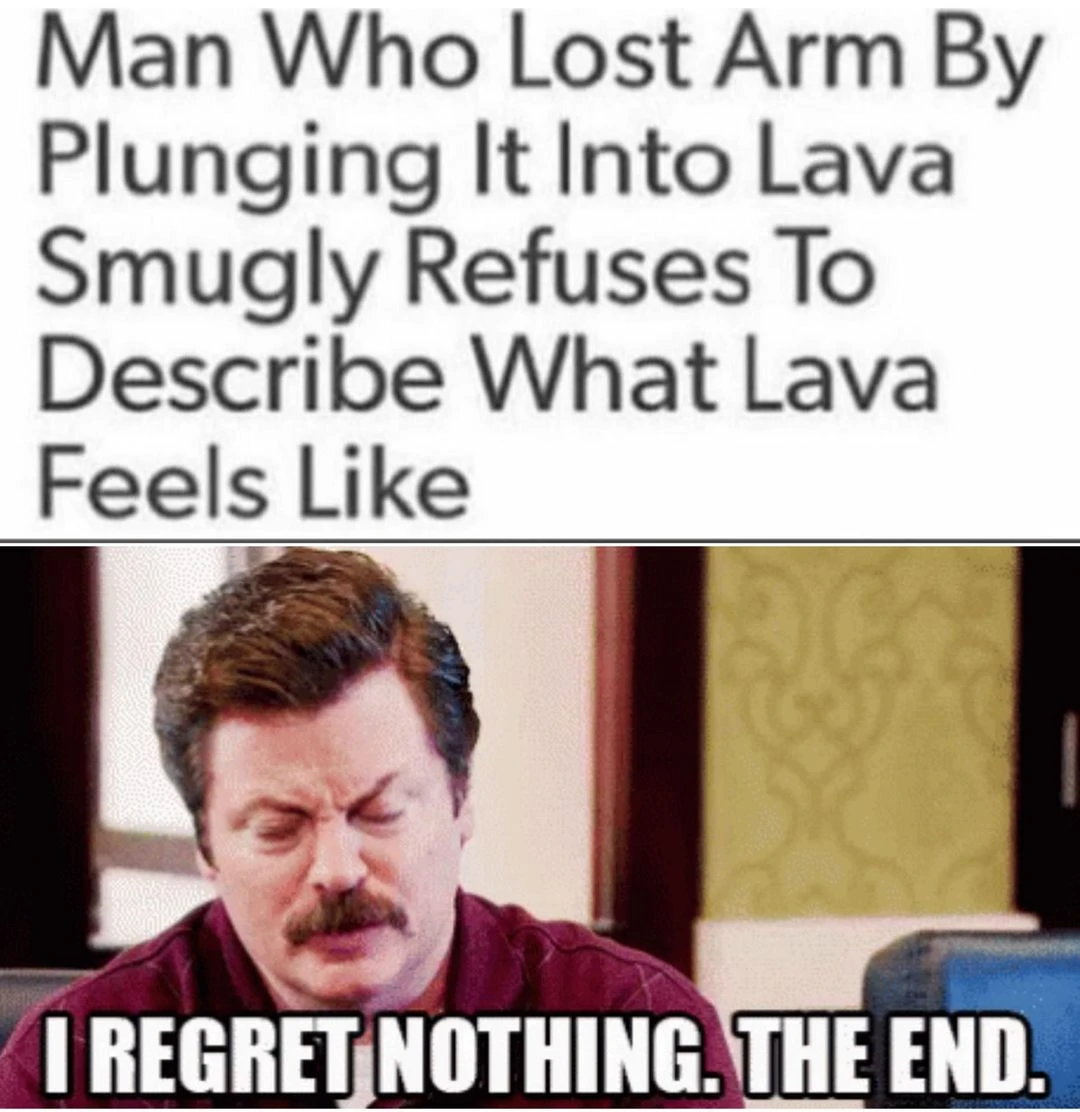 Man Who Lost Arm By
Plunging It Into Lava
Smugly Refuses To
Describe What Lava
Feels Like
I REGRET NOTHING. THE END.